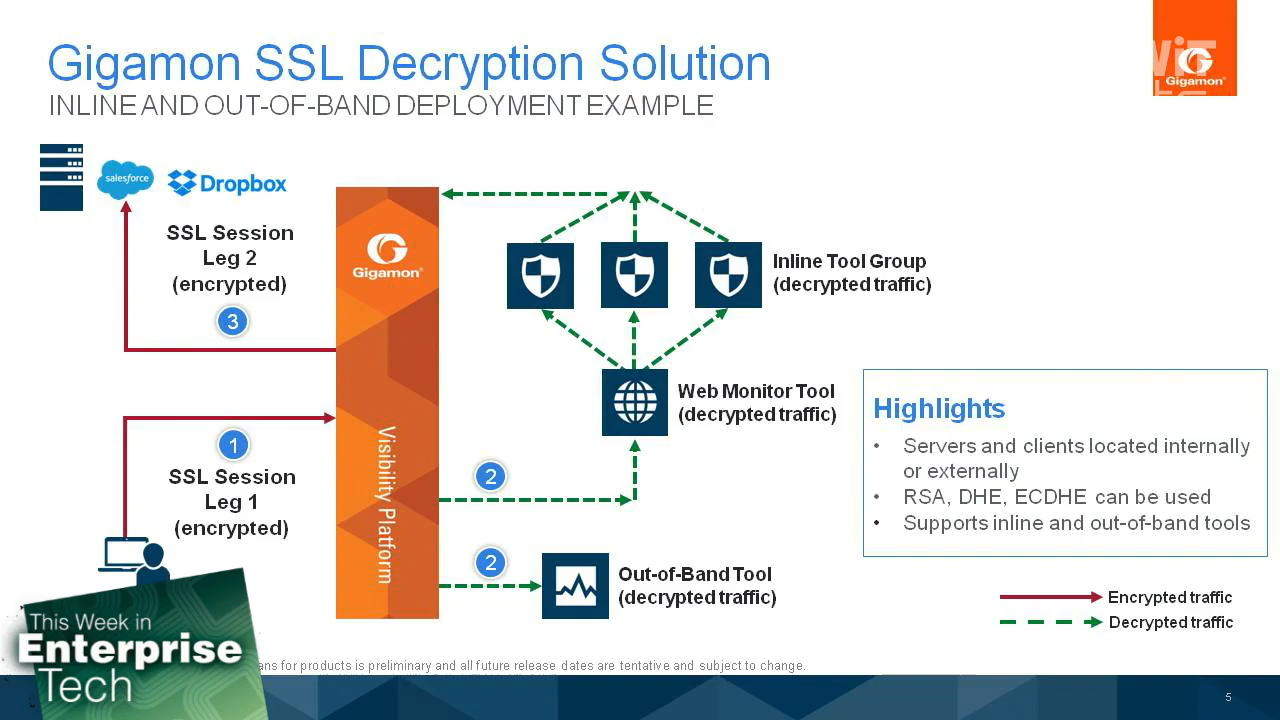 Gigamon SSL Decryption Solution
INLINE AND OUT-OF-BAND DEPLOYMENT EXAMPLE
Gigamon®
salesforce
Dropbox
SSL Session
Leg 2
(encrypted)
3
Gigamon®
Inline Tool Group
(decrypted traffic)
Web Monitor Tool
(decrypted traffic)
Highlights
• Servers and clients located internally
or externally
• RSA, DHE, ECDHE can be used
• Supports inline and out-of-band tools
1
SSL Session
Leg 1
(encrypted)
Visibility Platform
2
2
Out-of-Band Tool
(decrypted traffic)
Encrypted traffic
Decrypted traffic
This Week in
Enterprise
Tech
for products is preliminary and all future release dates are tentative and subject to change.
5